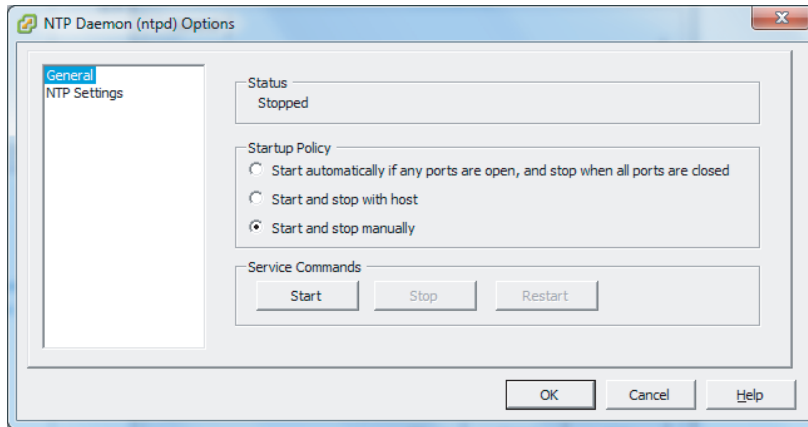 NTP Daemon (ntpd) Options
General
NTP Settings
Status
Stopped
Startup Policy
Start automatically if any ports are open, and stop when all ports are closed
Start and stop with host
Start and stop manually
Service Commands
Start Stop Restart
OK Cancel Help